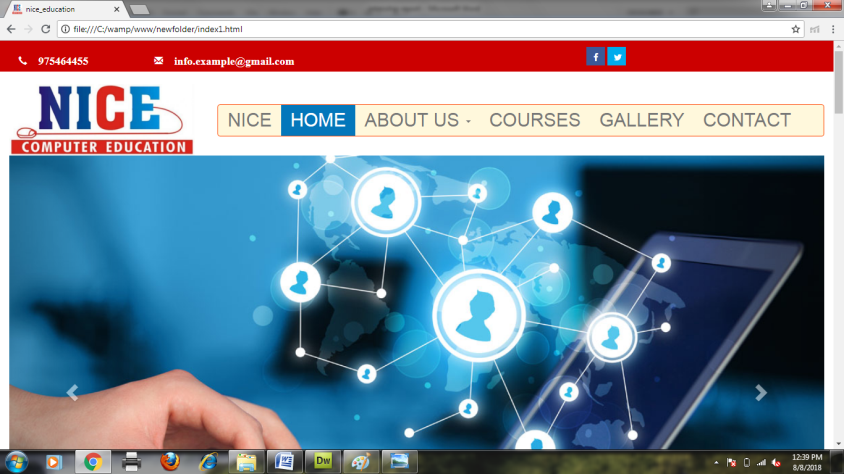 nice_education
file:///C:/wamp/www/newfolder/index1.html
975464455
info.example@gmail.com
NICE
COMPUTER EDUCATION
NICE HOME ABOUT US COURSES GALLERY CONTACT
12:39 PM
8/8/2018